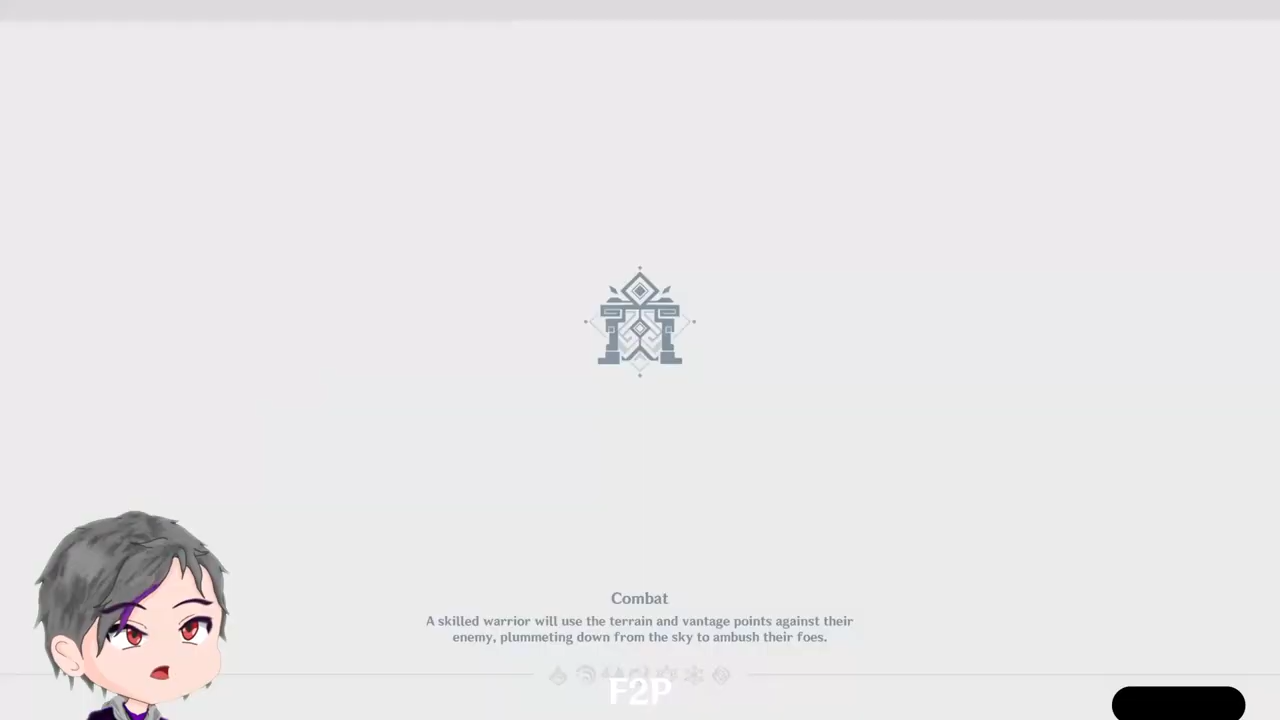 Combat
A skilled warrior will use the terrain and vantage points against their
enemy, plummeting down from the sky to ambush their foes.
F2P